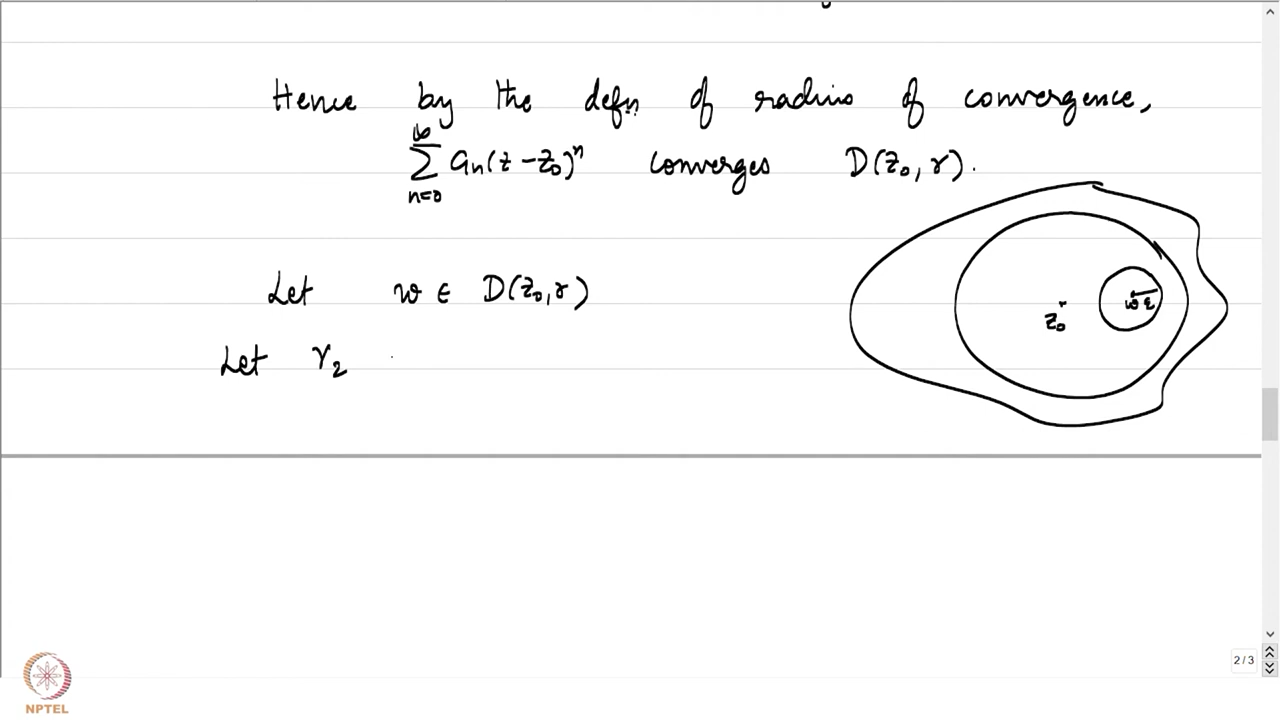 Hence by the defn of radius of convergence,
∞
∑ aₙ(z - z₀)ⁿ converges D(z₀, r).
n=0
Let w ∈ D(z₀, r)
z₀ w ε
Let γ₂
2 / 3
NPTEL